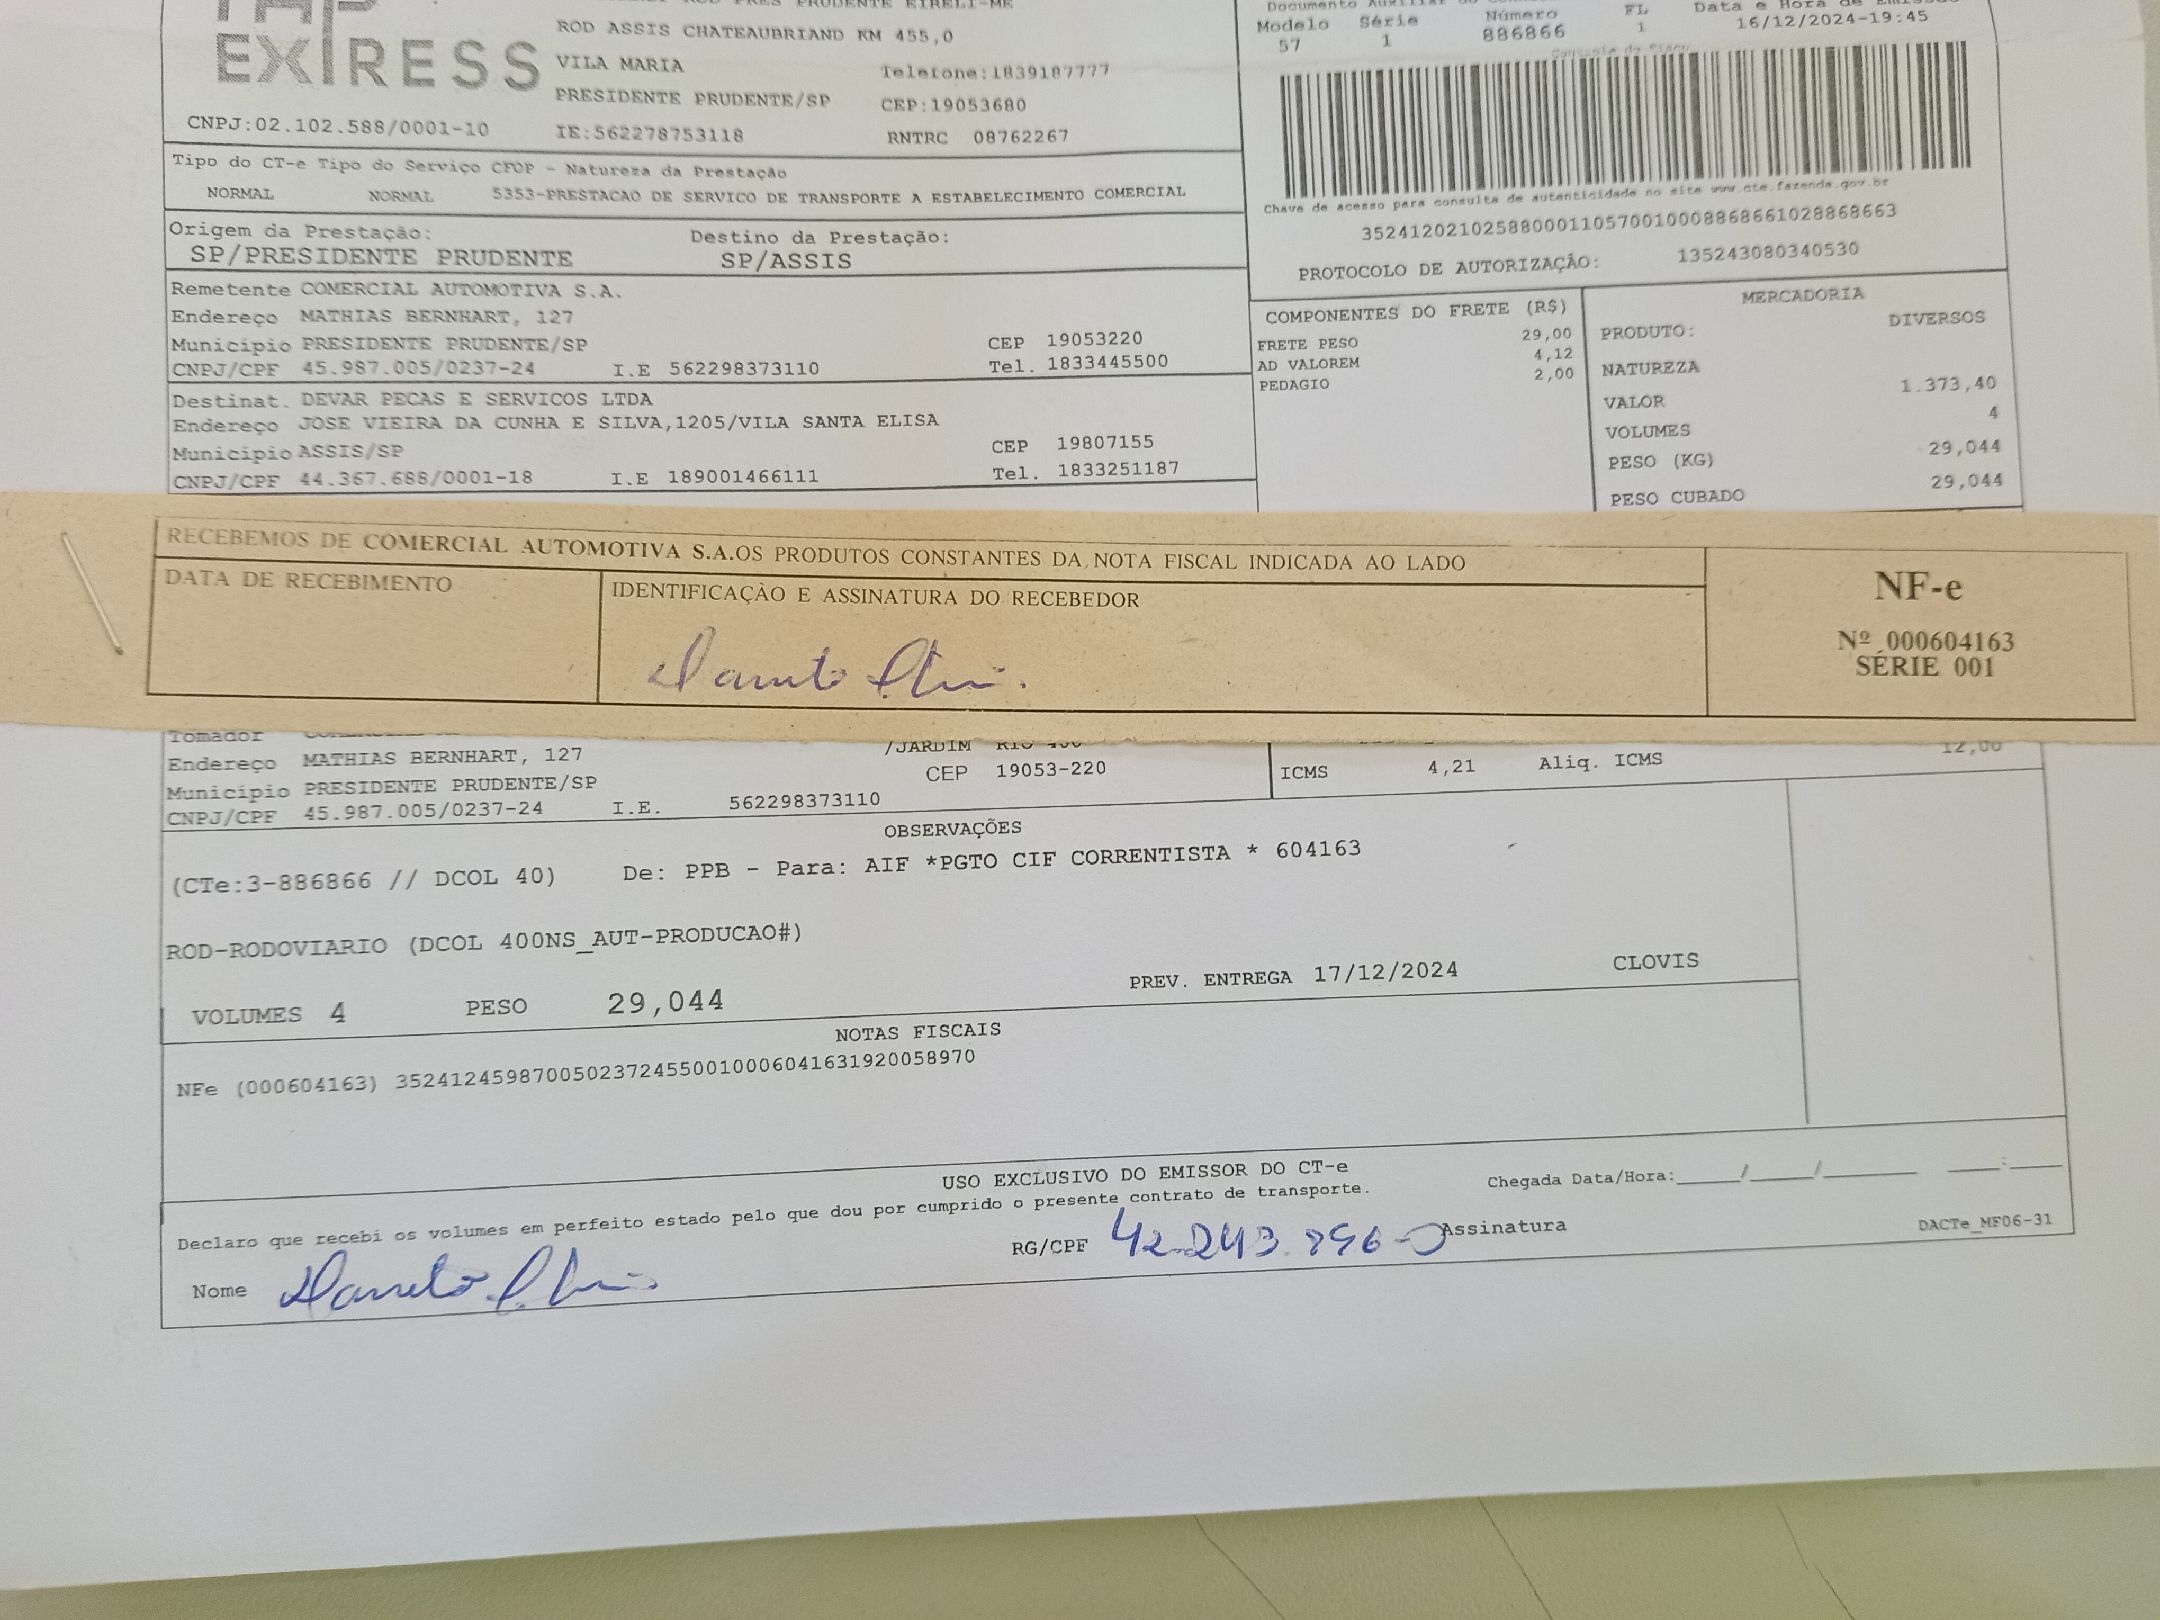 EXPRESS
ROD ASSIS CHATEAUBRIAND KM 455,0
VILA MARIA
Telefone:1839187777
PRESIDENTE PRUDENTE/SP CEP:19053680
CNPJ:02.102.588/0001-10 IE:562278753118 RNTRC 08762267
Modelo Série Número FL Data e Hora de Emissão
57 1 886866 1 16/12/2024-19:45
Controle do Fisco
Chave de acesso para consulta de autenticidade no site www.cte.fazenda.gov.br
35241202102588000110570010008868661028868663
PROTOCOLO DE AUTORIZAÇÃO: 135243080340530
Tipo do CT-e Tipo do Serviço CFOP - Natureza da Prestação
NORMAL NORMAL 5353-PRESTACAO DE SERVICO DE TRANSPORTE A ESTABELECIMENTO COMERCIAL
Origem da Prestação: Destino da Prestação:
SP/PRESIDENTE PRUDENTE SP/ASSIS
Remetente COMERCIAL AUTOMOTIVA S.A.
Endereço MATHIAS BERNHART, 127
Município PRESIDENTE PRUDENTE/SP CEP 19053220
CNPJ/CPF 45.987.005/0237-24 I.E 562298373110 Tel. 1833445500
Destinat. DEVAR PECAS E SERVICOS LTDA
Endereço JOSE VIEIRA DA CUNHA E SILVA,1205/VILA SANTA ELISA
Município ASSIS/SP CEP 19807155
CNPJ/CPF 44.367.688/0001-18 I.E 189001466111 Tel. 1833251187
COMPONENTES DO FRETE (R$)
FRETE PESO 29,00
AD VALOREM 4,12
PEDAGIO 2,00
MERCADORIA
PRODUTO: DIVERSOS
NATUREZA
VALOR 1.373,40
VOLUMES 4
PESO (KG) 29,044
PESO CUBADO 29,044
RECEBEMOS DE COMERCIAL AUTOMOTIVA S.A.OS PRODUTOS CONSTANTES DA NOTA FISCAL INDICADA AO LADO
DATA DE RECEBIMENTO
IDENTIFICAÇÃO E ASSINATURA DO RECEBEDOR
NF-e
Nº 000604163
SÉRIE 001
Tomador
Endereço MATHIAS BERNHART, 127 /JARDIM
Município PRESIDENTE PRUDENTE/SP CEP 19053-220
CNPJ/CPF 45.987.005/0237-24 I.E. 562298373110
ICMS 4,21 Aliq. ICMS 12,00
OBSERVAÇÕES
(CTe:3-886866 // DCOL 40) De: PPB - Para: AIF *PGTO CIF CORRENTISTA * 604163
ROD-RODOVIARIO (DCOL 400NS_AUT-PRODUCAO#)
PREV. ENTREGA 17/12/2024 CLOVIS
VOLUMES 4 PESO 29,044
NOTAS FISCAIS
NFe (000604163) 35241245987005023724550010006041631920058970
USO EXCLUSIVO DO EMISSOR DO CT-e
Declaro que recebi os volumes em perfeito estado pelo que dou por cumprido o presente contrato de transporte.
Chegada Data/Hora:_____/_____/_______ ____:____
Nome RG/CPF Assinatura
DACTe_MF06-31